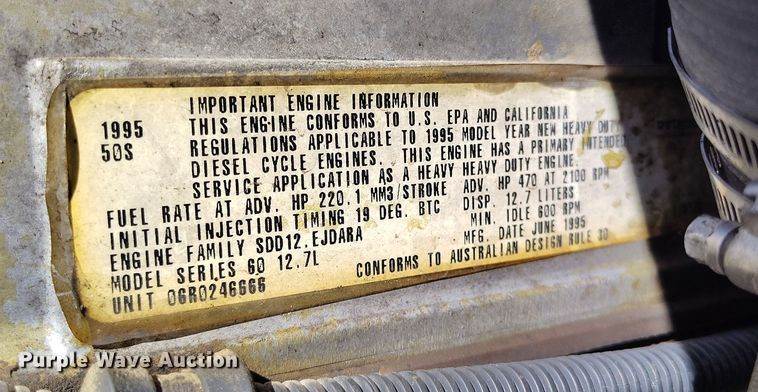 IMPORTANT ENGINE INFORMATION
1995 THIS ENGINE CONFORMS TO U.S. EPA AND CALIFORNIA
50S REGULATIONS APPLICABLE TO 1995 MODEL YEAR NEW HEAVY DUTY
DIESEL CYCLE ENGINES. THIS ENGINE HAS A PRIMARY INTENDED
SERVICE APPLICATION AS A HEAVY HEAVY DUTY ENGINE.
FUEL RATE AT ADV. HP 220.1 MM3/STROKE ADV. HP 470 AT 2100 RPM
INITIAL INJECTION TIMING 19 DEG. BTC DISP. 12.7 LITERS
ENGINE FAMILY SDD12.EJDARA MIN. IDLE 600 RPM
MODEL SERIES 60 12.7L MFG. DATE JUNE 1995
UNIT 06R0246666 CONFORMS TO AUSTRALIAN DESIGN RULE 30
Purple Wave Auction